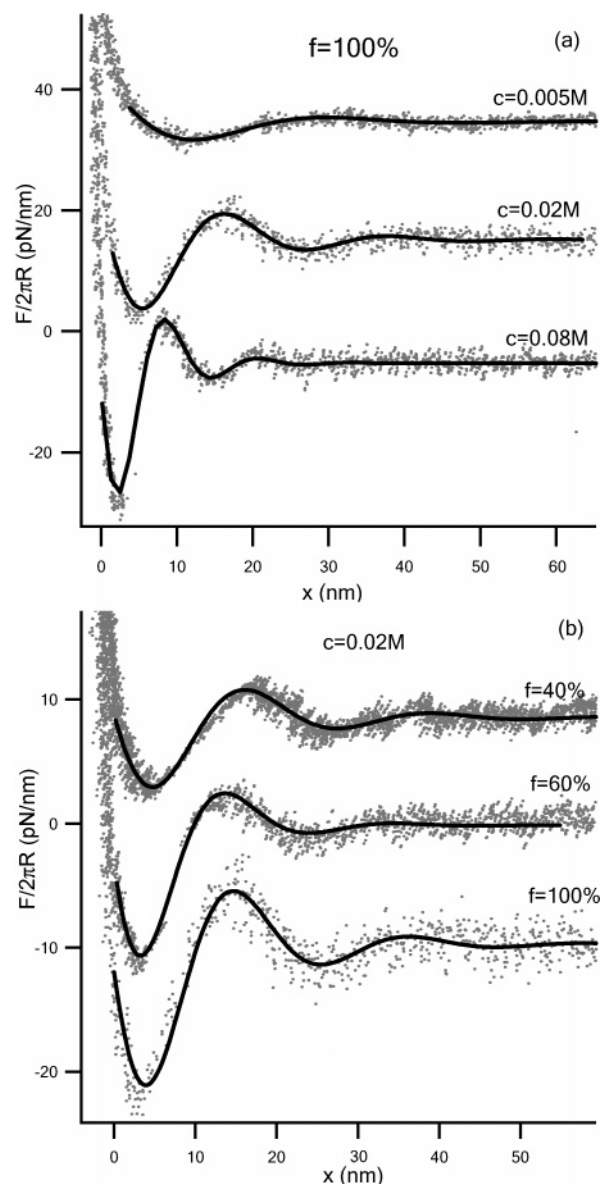 (a)
f=100%
40
c=0.005M
20
c=0.02M
F/2πR (pN/nm)
0
c=0.08M
-20
0 10 20 30 40 50 60
x (nm)
(b)
c=0.02M
10
f=40%
f=60%
0
F/2πR (pN/nm)
f=100%
-10
-20
0 10 20 30 40 50
x (nm)